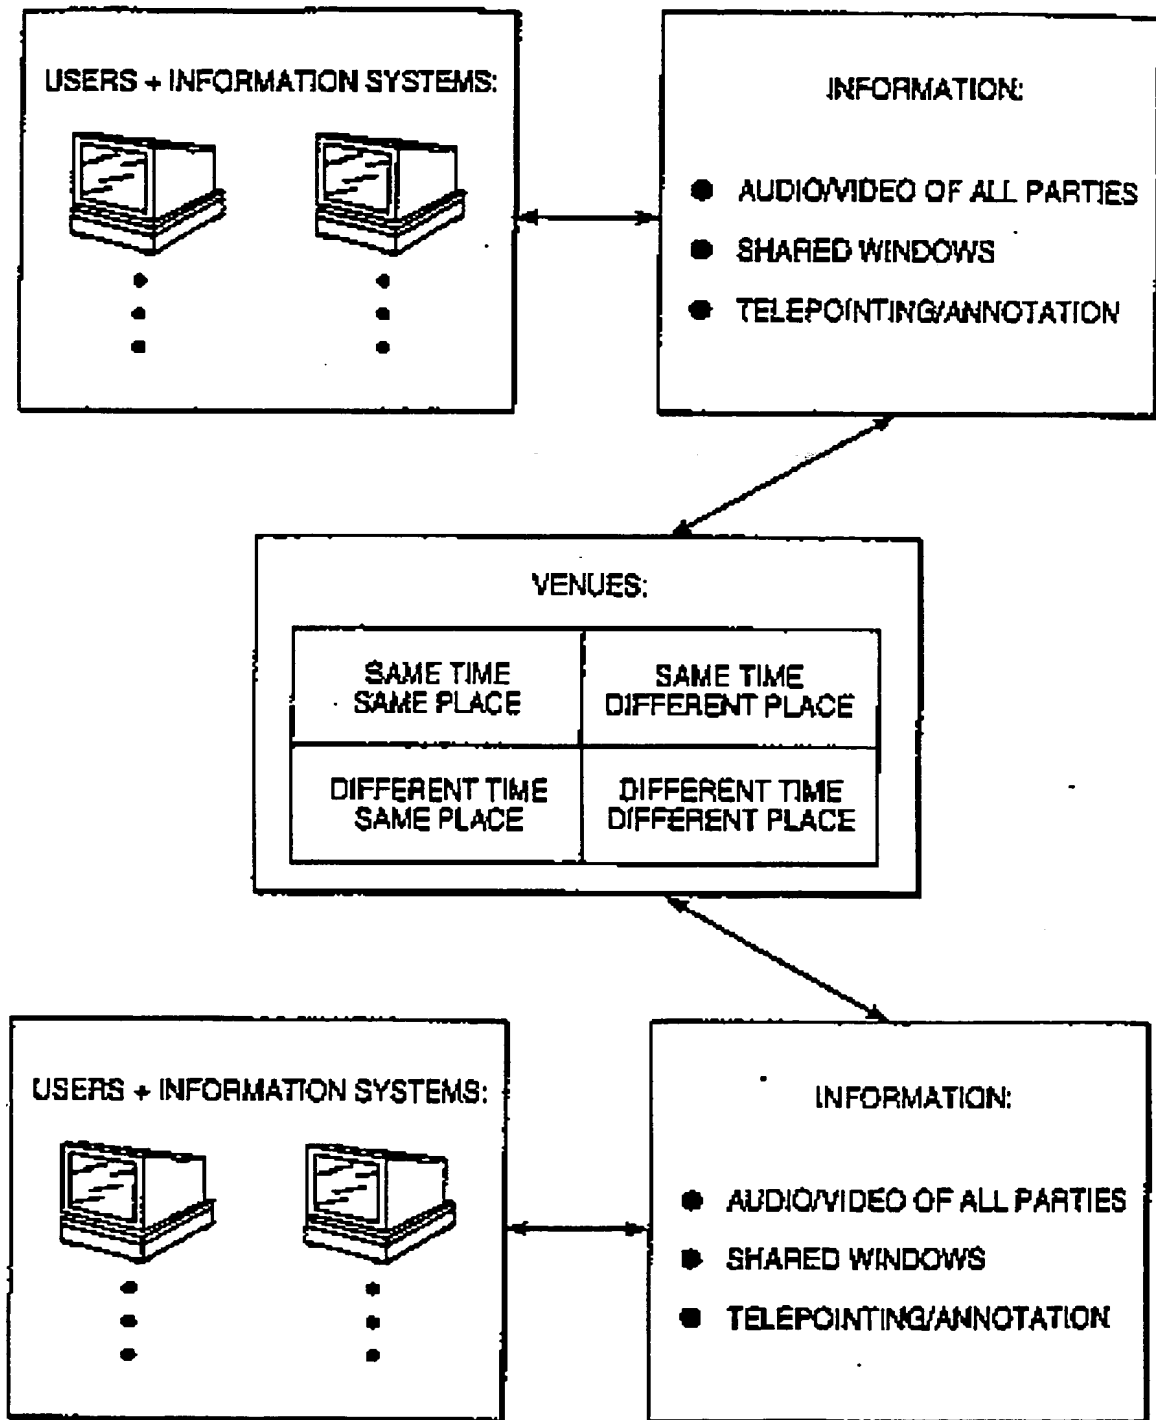 USERS + INFORMATION SYSTEMS:
INFORMATION:
AUDIO/VIDEO OF ALL PARTIES
SHARED WINDOWS
TELEPOINTING/ANNOTATION
VENUES:
SAME TIME
SAME PLACE
SAME TIME
DIFFERENT PLACE
DIFFERENT TIME
SAME PLACE
DIFFERENT TIME
DIFFERENT PLACE
USERS + INFORMATION SYSTEMS:
INFORMATION:
AUDIO/VIDEO OF ALL PARTIES
SHARED WINDOWS
TELEPOINTING/ANNOTATION